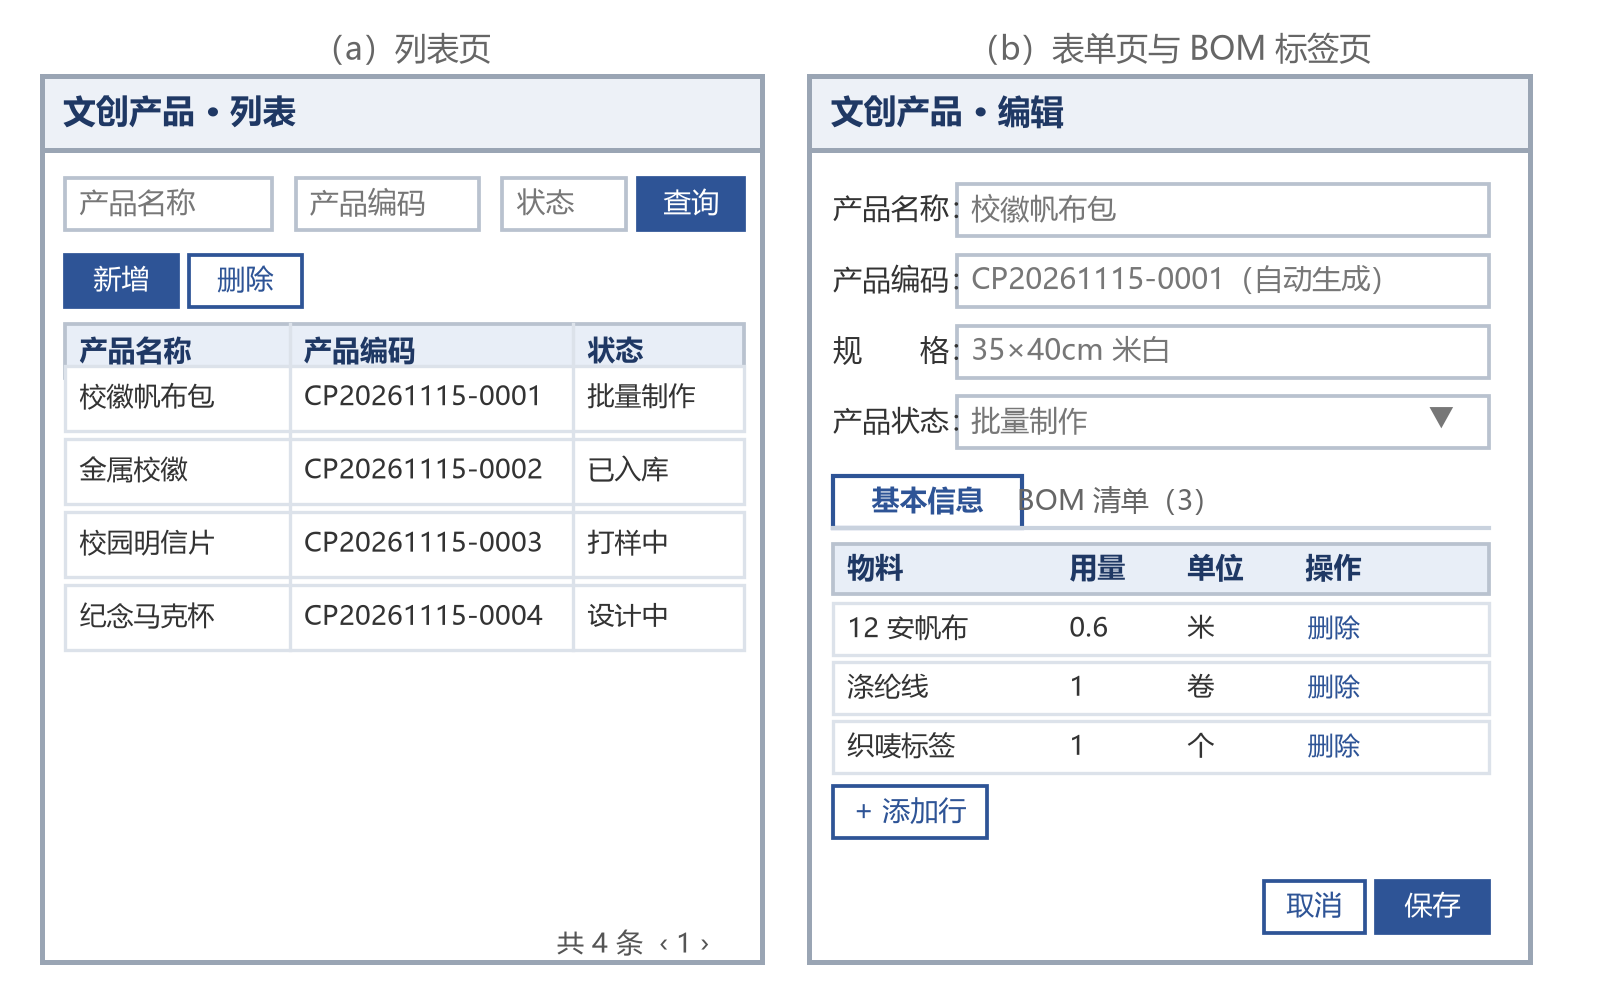 （a）列表页
文创产品・列表
产品名称 产品编码 状态 查询
新增 删除
产品名称 产品编码 状态
校徽帆布包 CP20261115-0001 批量制作
金属校徽 CP20261115-0002 已入库
校园明信片 CP20261115-0003 打样中
纪念马克杯 CP20261115-0004 设计中
共 4 条 ‹ 1 ›
（b）表单页与 BOM 标签页
文创产品・编辑
产品名称: 校徽帆布包
产品编码: CP20261115-0001（自动生成）
规　　格: 35×40cm 米白
产品状态: 批量制作 ▼
基本信息 BOM 清单（3）
物料 用量 单位 操作
12 安帆布 0.6 米 删除
涤纶线 1 卷 删除
织唛标签 1 个 删除
+ 添加行
取消 保存